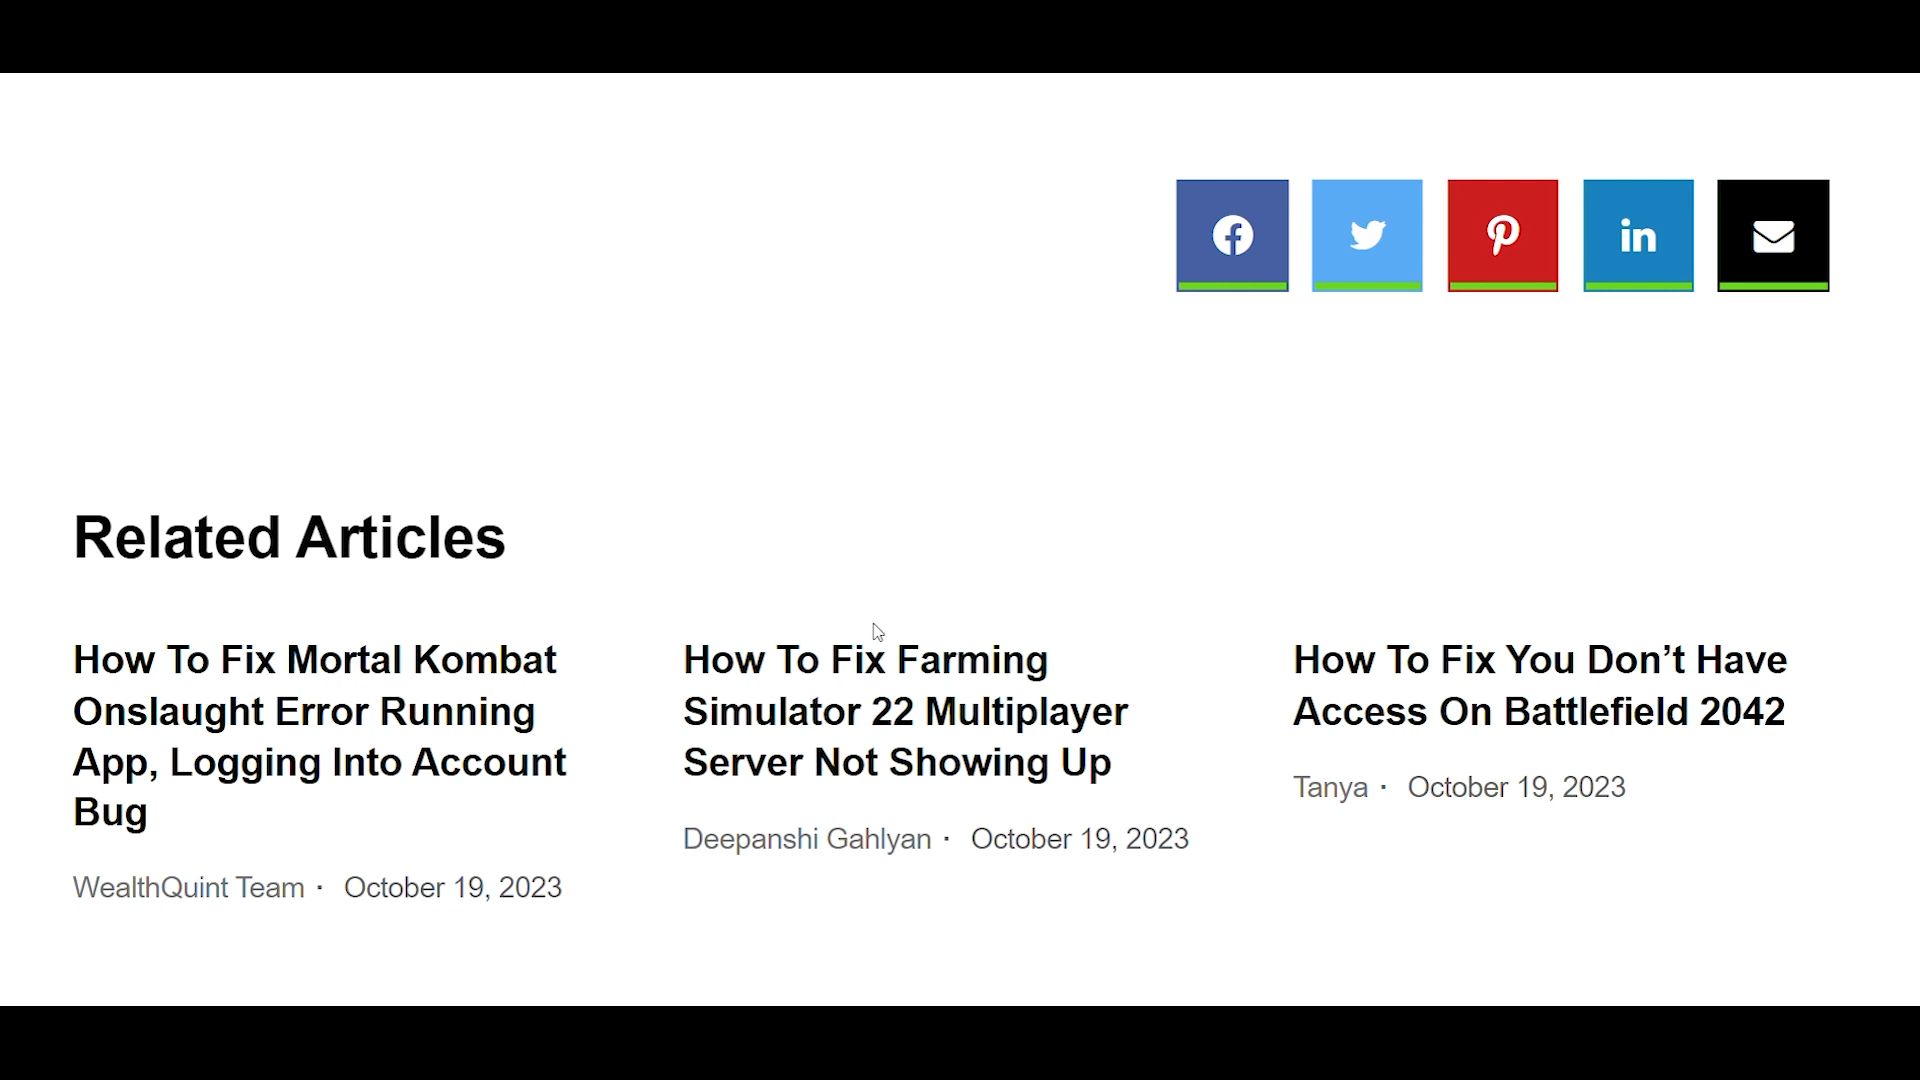 in
Related Articles
How To Fix Mortal Kombat
Onslaught Error Running
App, Logging Into Account
Bug
WealthQuint Team · October 19, 2023
How To Fix Farming
Simulator 22 Multiplayer
Server Not Showing Up
Deepanshi Gahlyan · October 19, 2023
How To Fix You Don’t Have
Access On Battlefield 2042
Tanya · October 19, 2023